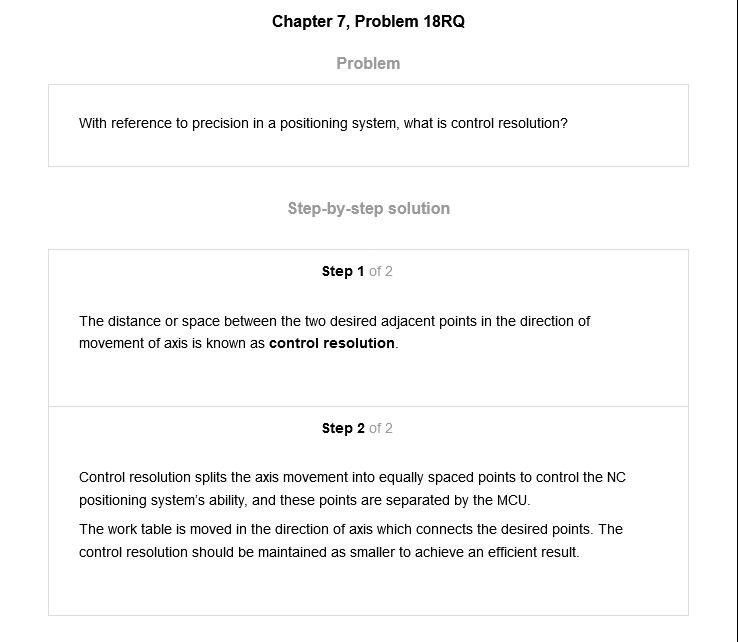 Chapter 7, Problem 18RQ
Problem
With reference to precision in a positioning system, what is control resolution?
Step-by-step solution
Step 1 of 2
The distance or space between the two desired adjacent points in the direction of
movement of axis is known as control resolution.
Step 2 of 2
Control resolution splits the axis movement into equally spaced points to control the NC
positioning system's ability, and these points are separated by the MCU.
The work table is moved in the direction of axis which connects the desired points. The
control resolution should be maintained as smaller to achieve an efficient result.